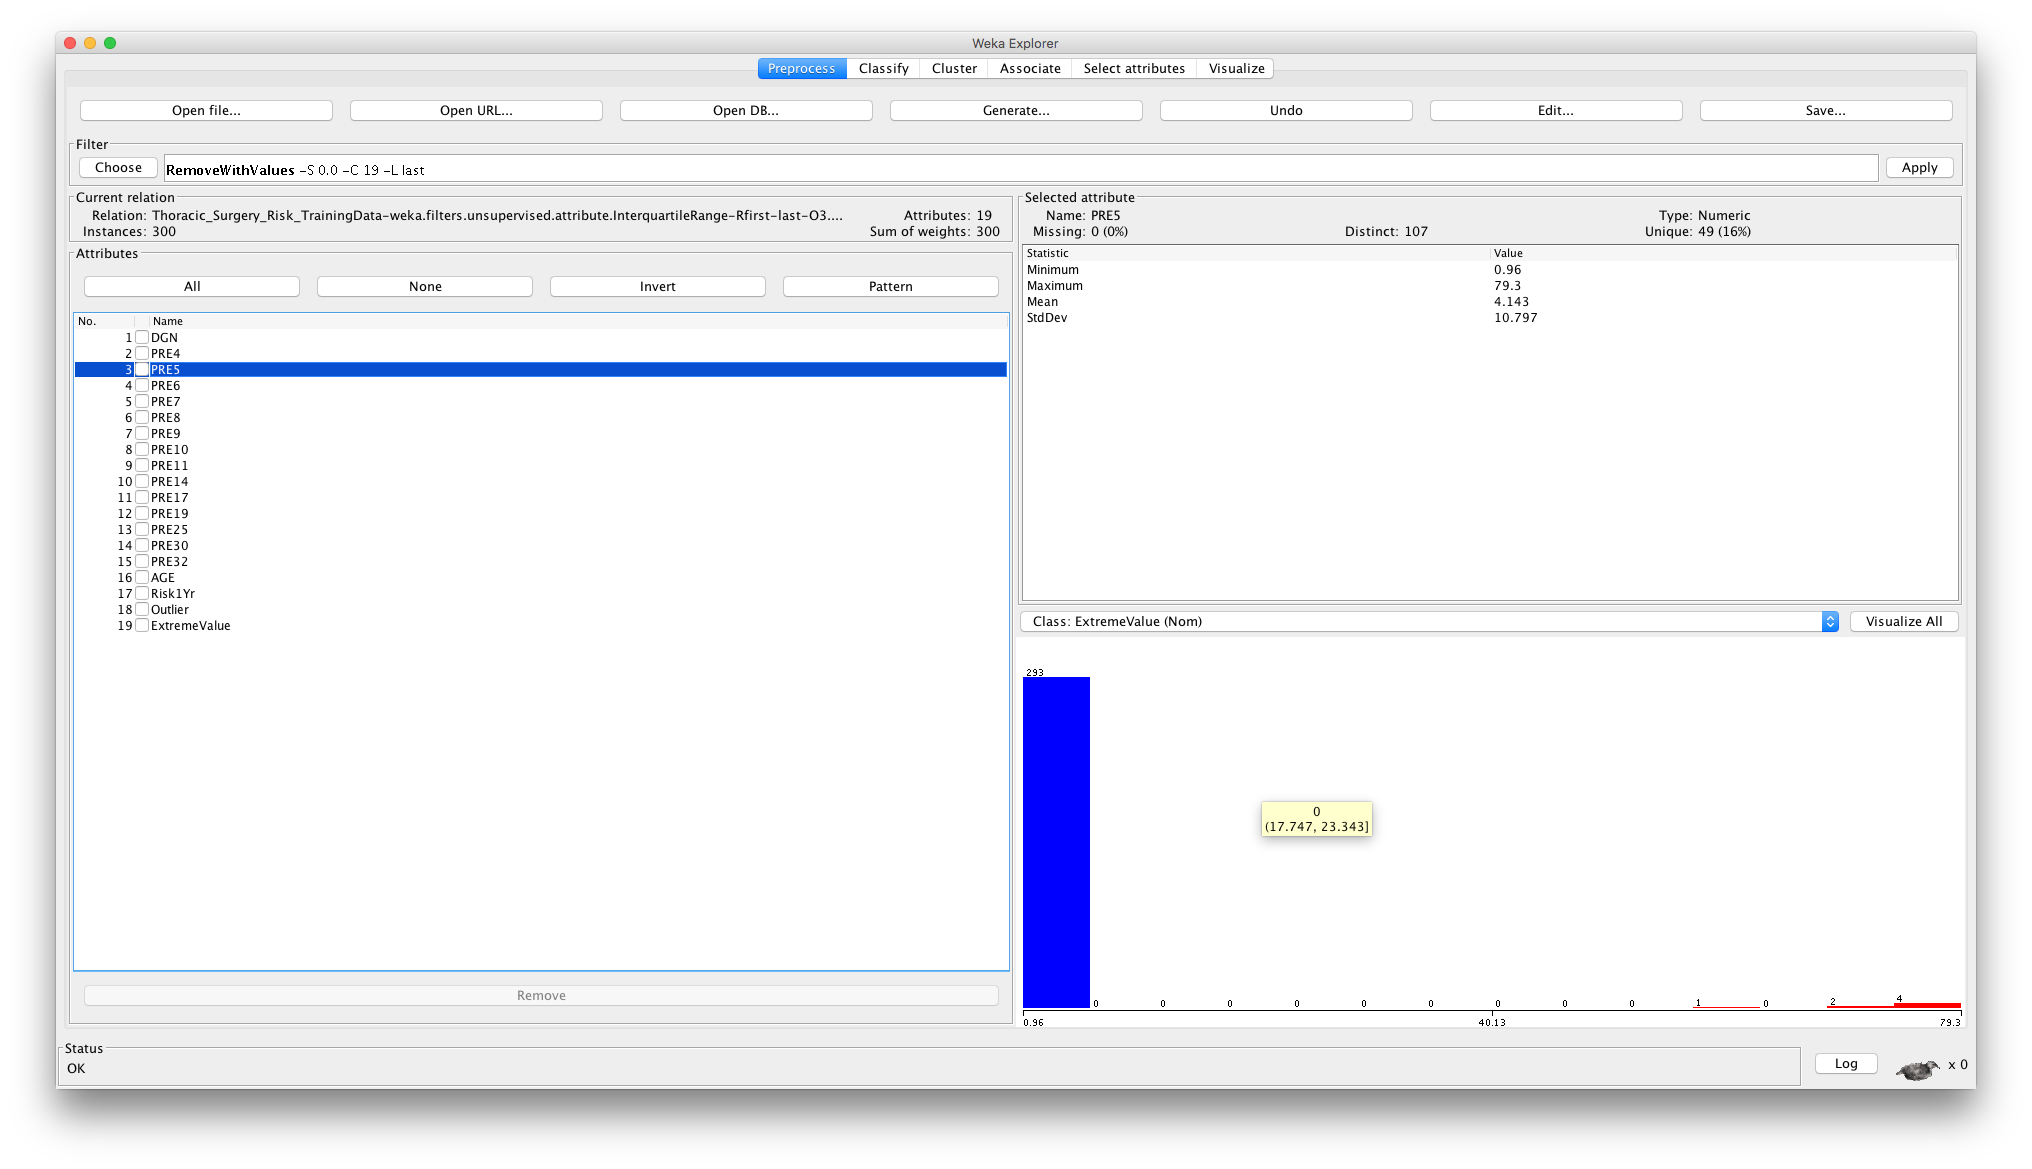 Weka Explorer
Preprocess Classify Cluster Associate Select attributes Visualize
Open file... Open URL... Open DB... Generate... Undo Edit... Save...
Filter
Choose RemoveWithValues -S 0.0 -C 19 -L last Apply
Current relation
Relation: Thoracic_Surgery_Risk_TrainingData-weka.filters.unsupervised.attribute.InterquartileRange-Rfirst-last-O3.... Attributes: 19
Instances: 300 Sum of weights: 300
Attributes
All None Invert Pattern
No. Name
1 DGN
2 PRE4
3 PRE5
4 PRE6
5 PRE7
6 PRE8
7 PRE9
8 PRE10
9 PRE11
10 PRE14
11 PRE17
12 PRE19
13 PRE25
14 PRE30
15 PRE32
16 AGE
17 Risk1Yr
18 Outlier
19 ExtremeValue
Remove
Selected attribute
Name: PRE5 Type: Numeric
Missing: 0 (0%) Distinct: 107 Unique: 49 (16%)
Statistic Value
Minimum 0.96
Maximum 79.3
Mean 4.143
StdDev 10.797
Class: ExtremeValue (Nom) Visualize All
293
0
(17.747, 23.343]
0 0 0 0 0 0 0 0 0 1 0 2 4
0.96 40.13 79.3
Status
OK
Log x 0